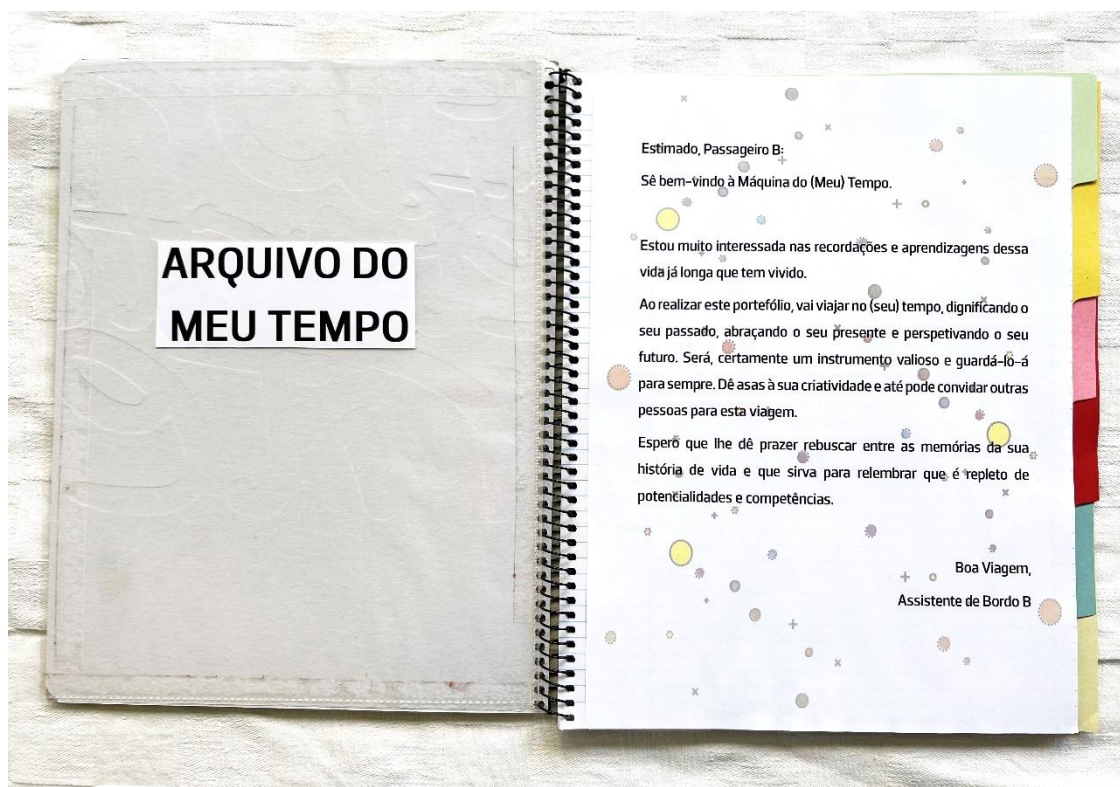 ARQUIVO DO
MEU TEMPO
Estimado, Passageiro B:
Sê bem-vindo à Máquina do (Meu) Tempo.
Estou muito interessada nas recordações e aprendizagens dessa
vida já longa que tem vivido.
Ao realizar este portefólio, vai viajar no (seu) tempo, dignificando o
seu passado, abraçando o seu presente e perspetivando o seu
futuro. Será, certamente um instrumento valioso e guardá-lo-á
para sempre. Dê asas à sua criatividade e até pode convidar outras
pessoas para esta viagem.
Espero que lhe dê prazer rebuscar entre as memórias da sua
história de vida e que sirva para relembrar que é repleto de
potencialidades e competências.
Boa Viagem,
Assistente de Bordo B